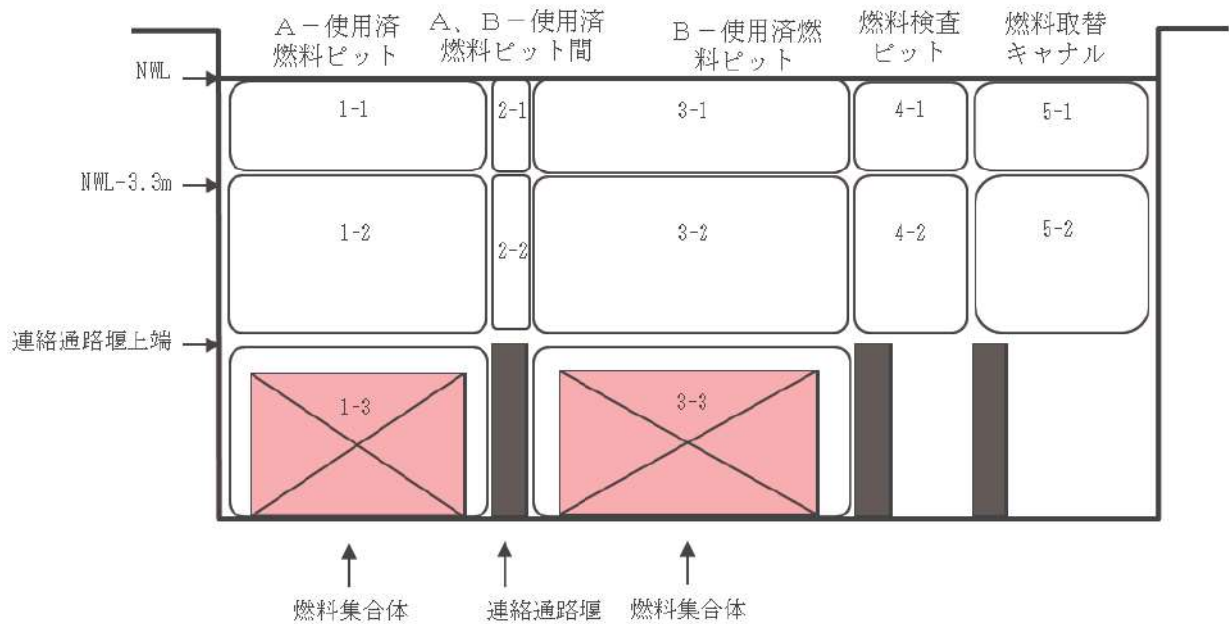 A－使用済
燃料ピット
A、B－使用済
燃料ピット間
B－使用済燃
料ピット
燃料検査
ピット
燃料取替
キャナル
NWL
1-1
2-1
3-1
4-1
5-1
NWL-3.3m
1-2
2-2
3-2
4-2
5-2
連絡通路堰上端
1-3
3-3
燃料集合体
連絡通路堰
燃料集合体